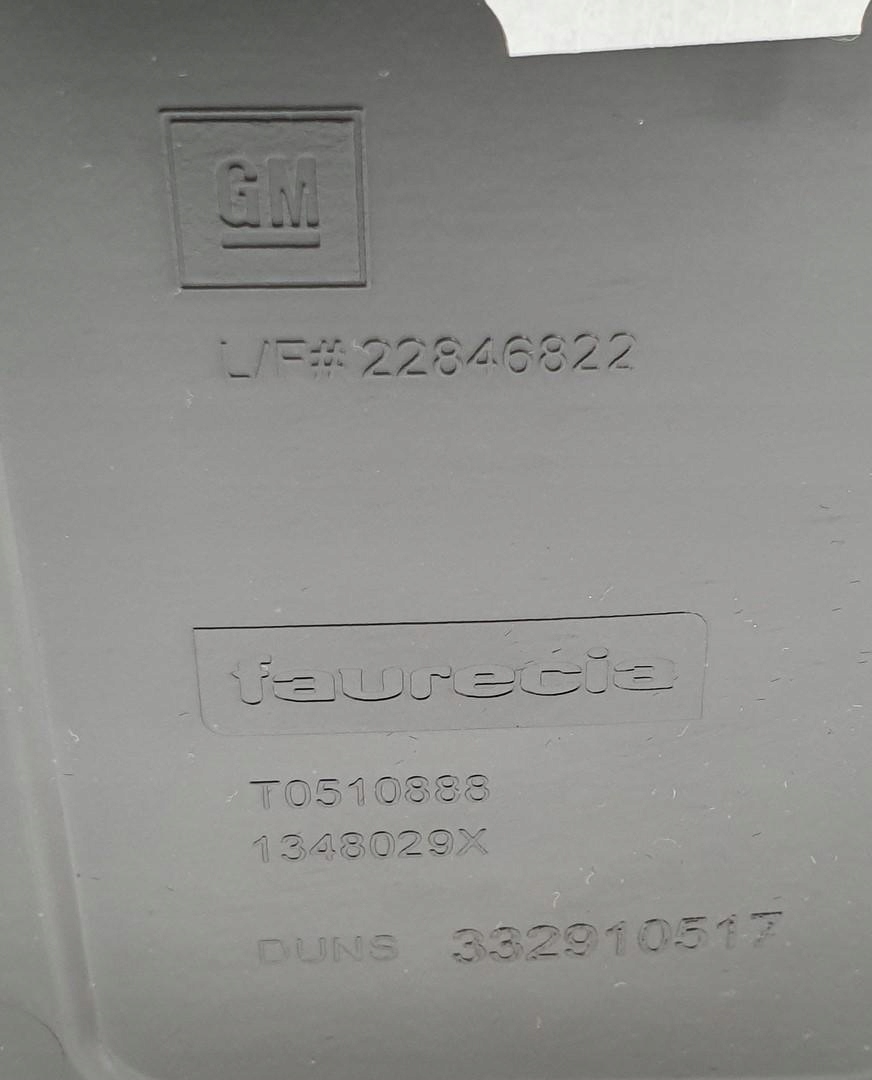 GM
L/F# 22846822
faurecia
T0510888
1348029X
DUNS 332910517